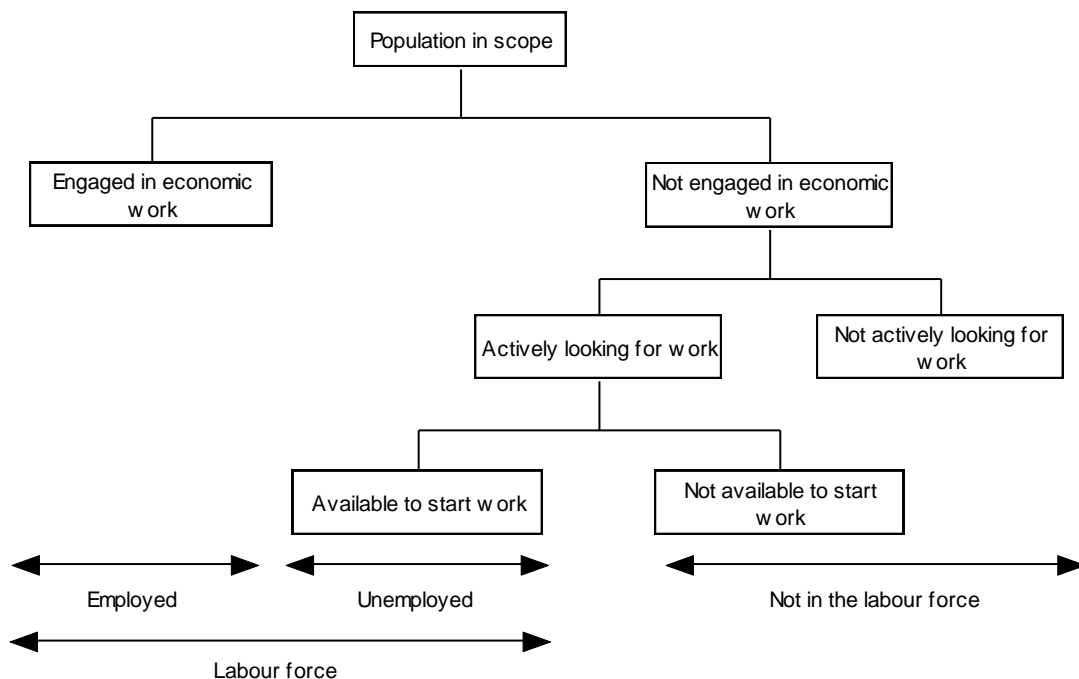 Population in scope
Engaged in economic
work
Not engaged in economic
work
Actively looking for work
Not actively looking for
work
Available to start work
Not available to start
work
Employed
Unemployed
Not in the labour force
Labour force